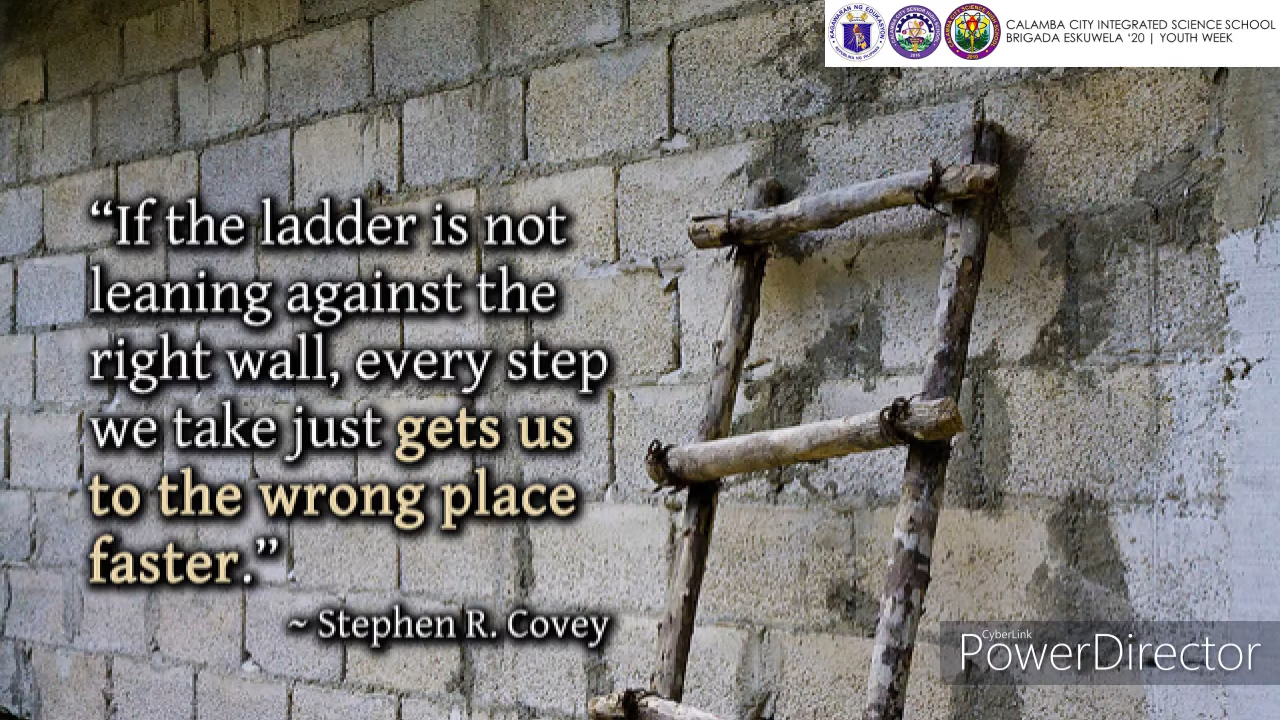 CALAMBA CITY INTEGRATED SCIENCE SCHOOL
BRIGADA ESKUWELA ‘20 | YOUTH WEEK
“If the ladder is not
leaning against the
right wall, every step
we take just gets us
to the wrong place
faster.”
~ Stephen R. Covey
CyberLink
PowerDirector